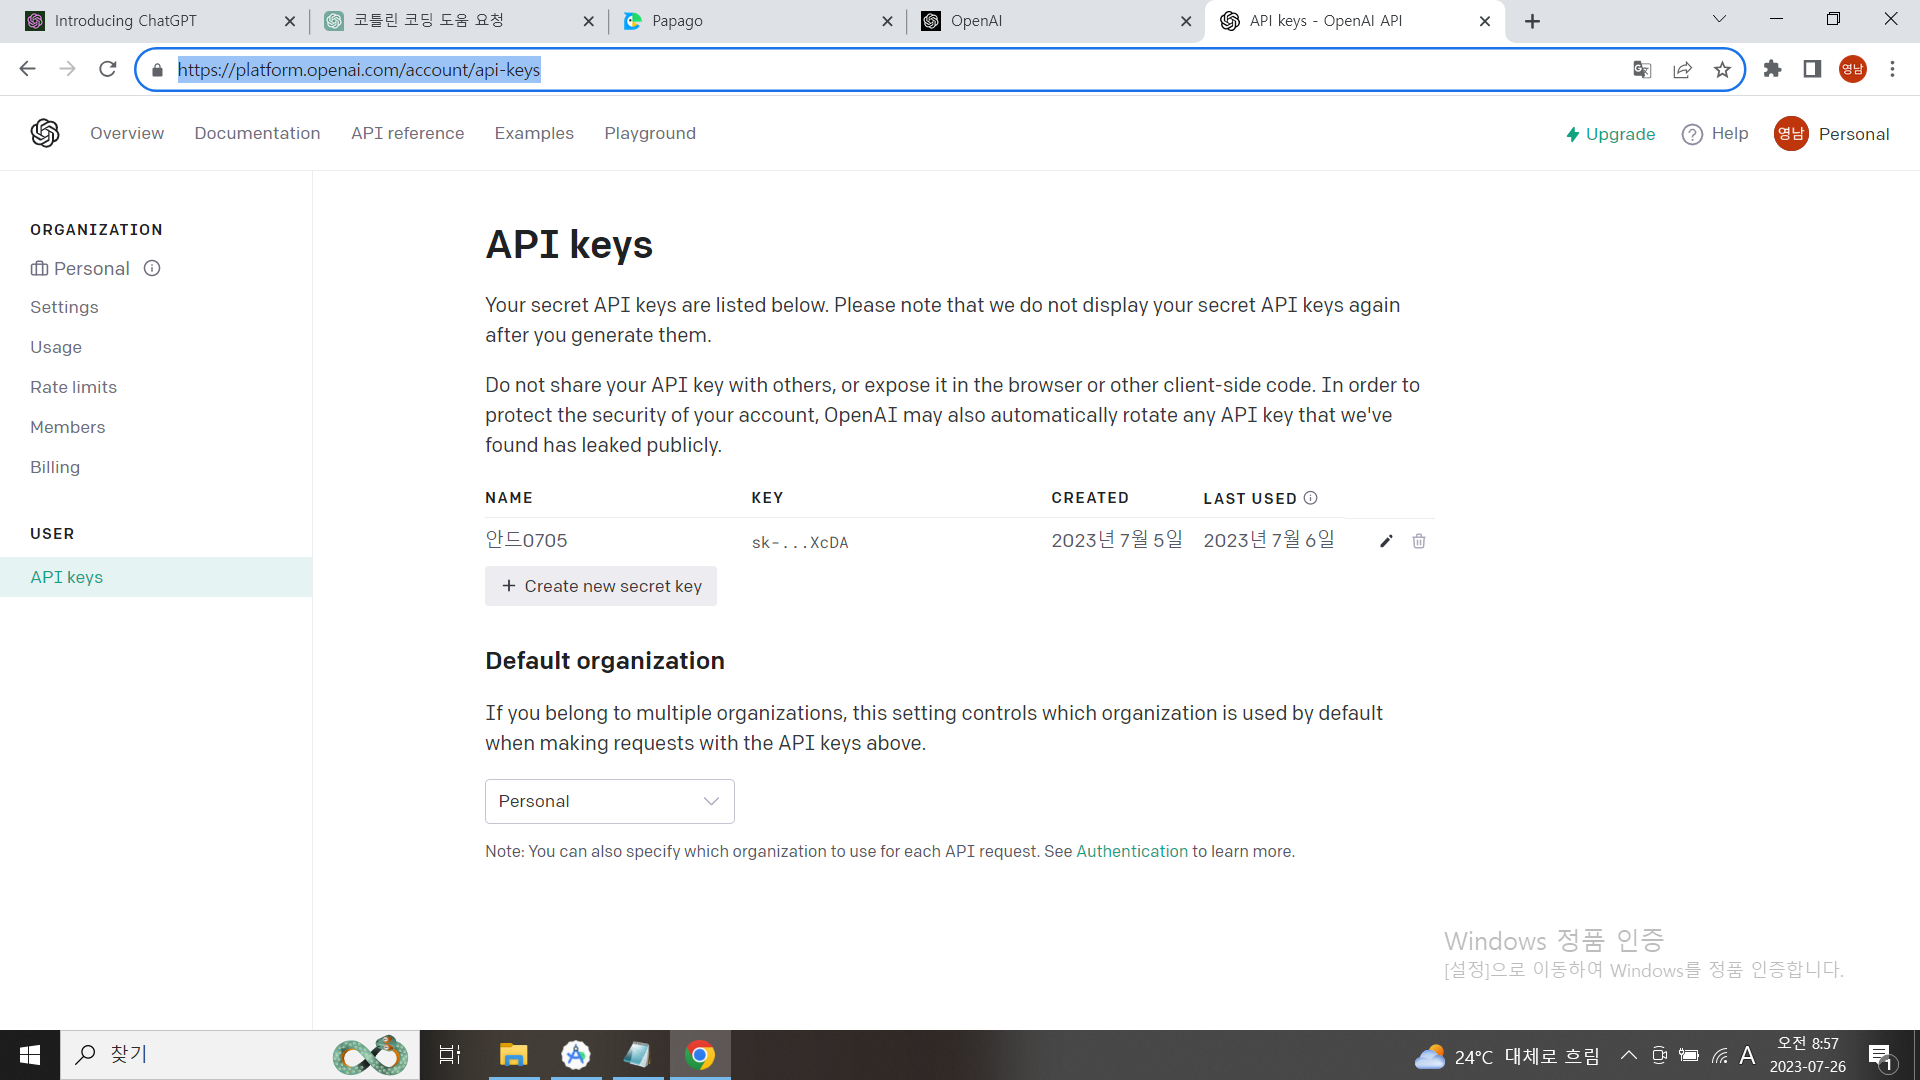 Introducing ChatGPT
코틀린 코딩 도움 요청
Papago
OpenAI
API keys - OpenAI API
https://platform.openai.com/account/api-keys
영남
Overview
Documentation
API reference
Examples
Playground
Upgrade
Help
영남
Personal
ORGANIZATION
Personal
Settings
Usage
Rate limits
Members
Billing
USER
API keys
API keys
Your secret API keys are listed below. Please note that we do not display your secret API keys again
after you generate them.
Do not share your API key with others, or expose it in the browser or other client-side code. In order to
protect the security of your account, OpenAI may also automatically rotate any API key that we've
found has leaked publicly.
NAME KEY CREATED LAST USED
안드0705 sk-...XcDA 2023년 7월 5일 2023년 7월 6일
+ Create new secret key
Default organization
If you belong to multiple organizations, this setting controls which organization is used by default
when making requests with the API keys above.
Personal
Note: You can also specify which organization to use for each API request. See Authentication to learn more.
Windows 정품 인증
[설정]으로 이동하여 Windows를 정품 인증합니다.
찾기
24°C 대체로 흐림
A
오전 8:57
2023-07-26
1